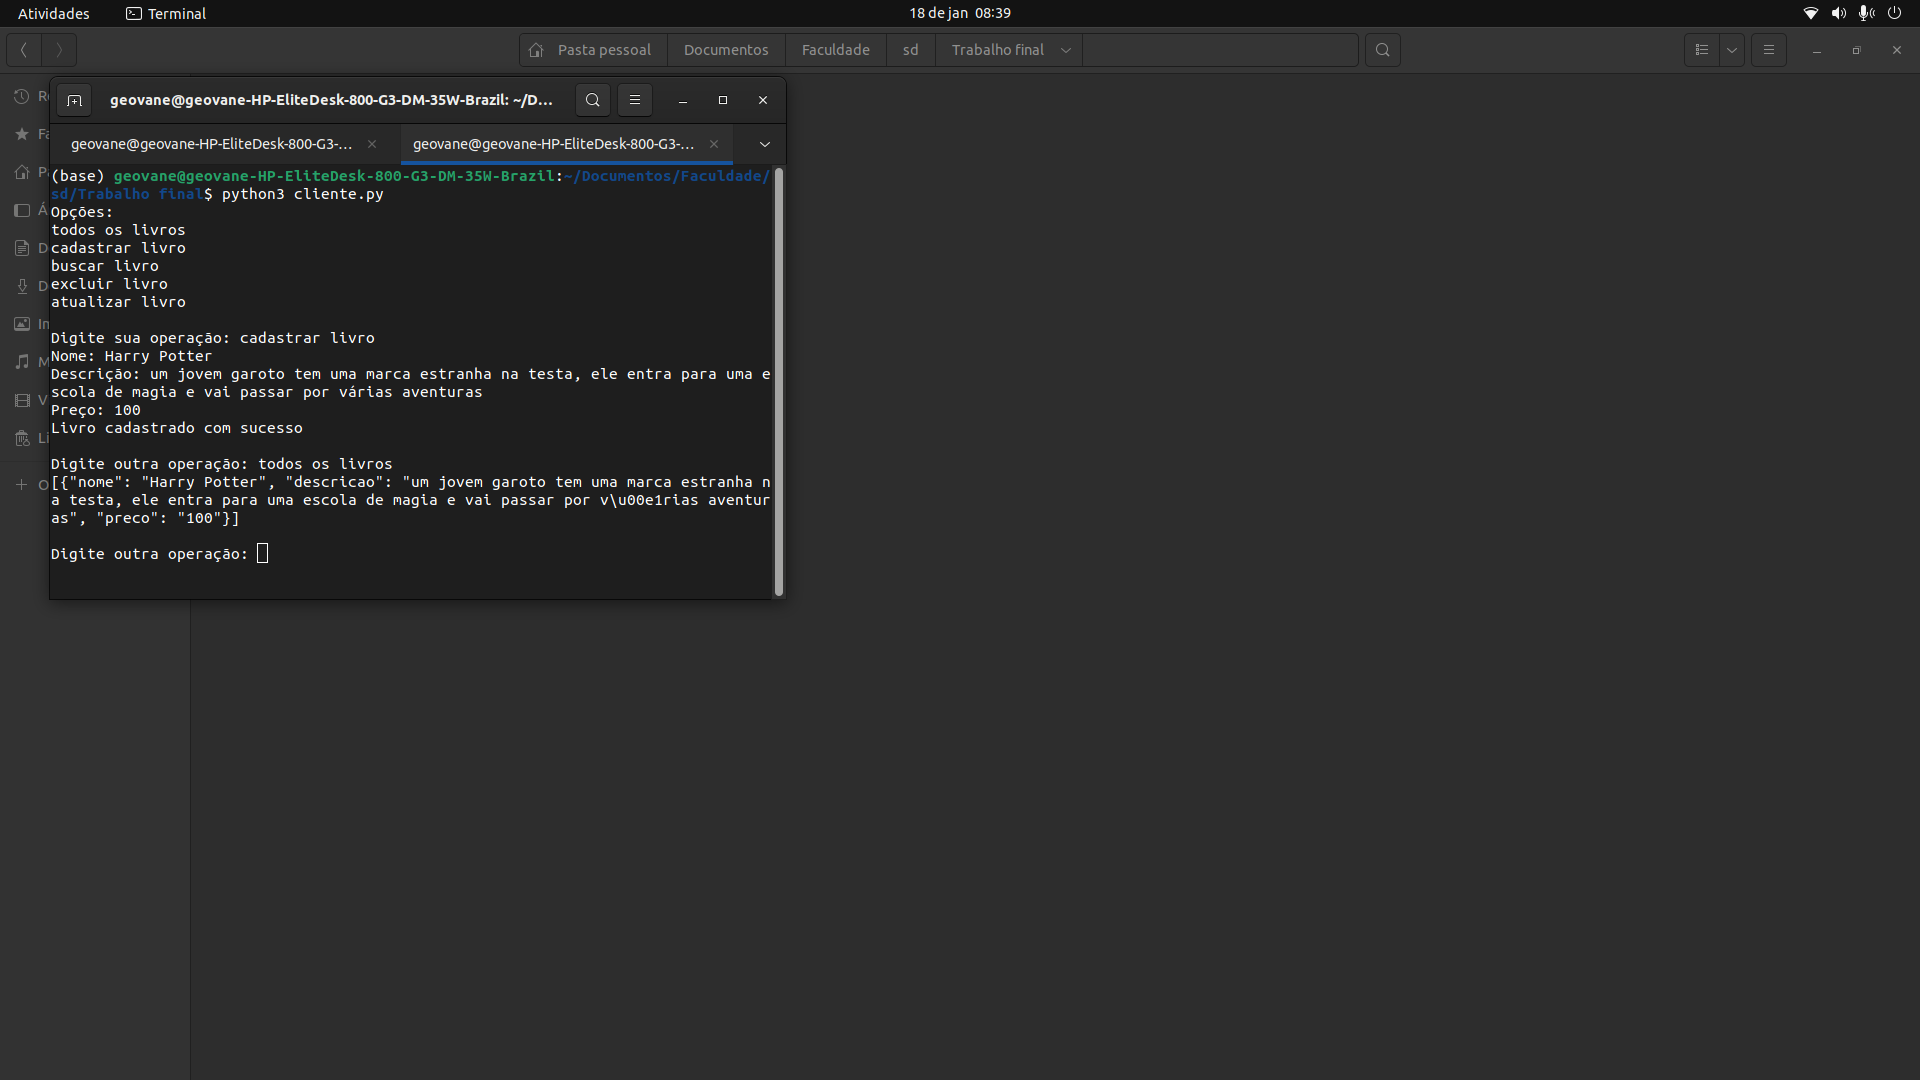 Atividades
Terminal
18 de jan 08:39
Pasta pessoal
Documentos
Faculdade
sd
Trabalho final
geovane@geovane-HP-EliteDesk-800-G3-DM-35W-Brazil: ~/D...
geovane@geovane-HP-EliteDesk-800-G3-...
geovane@geovane-HP-EliteDesk-800-G3-...
(base) geovane@geovane-HP-EliteDesk-800-G3-DM-35W-Brazil:~/Documentos/Faculdade/
sd/Trabalho final$ python3 cliente.py
Opções:
todos os livros
cadastrar livro
buscar livro
excluir livro
atualizar livro
Digite sua operação: cadastrar livro
Nome: Harry Potter
Descrição: um jovem garoto tem uma marca estranha na testa, ele entra para uma e
scola de magia e vai passar por várias aventuras
Preço: 100
Livro cadastrado com sucesso
Digite outra operação: todos os livros
[{"nome": "Harry Potter", "descricao": "um jovem garoto tem uma marca estranha n
a testa, ele entra para uma escola de magia e vai passar por v\u00e1rias aventur
as", "preco": "100"}]
Digite outra operação: